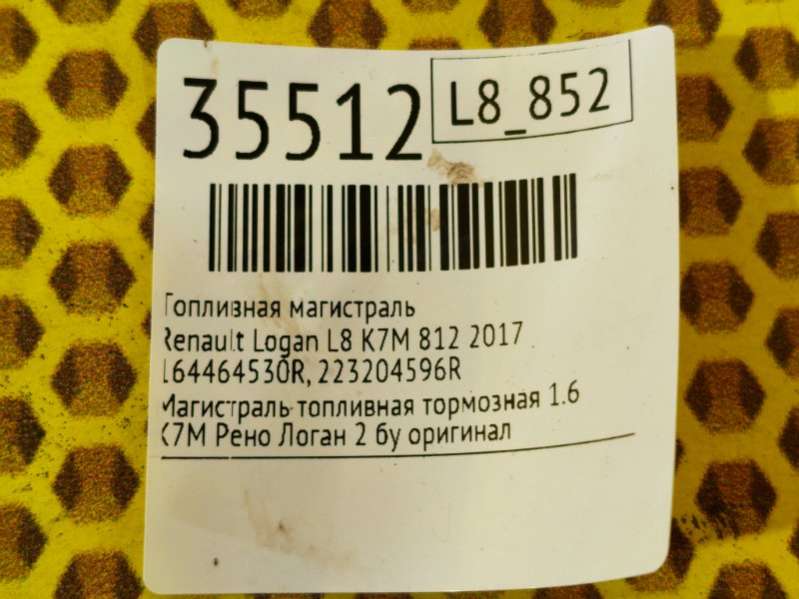 35512
L8_852
Топливная магистраль
Renault Logan L8 K7M 812 2017
164464530R, 223204596R
Магистраль топливная тормозная 1.6
K7M Рено Логан 2 бу оригинал